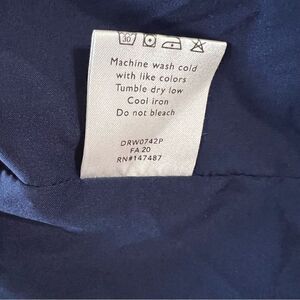 30
Machine wash cold
with like colors
Tumble dry low
Cool iron
Do not bleach
DRW0742P
FA 20
RN#147487